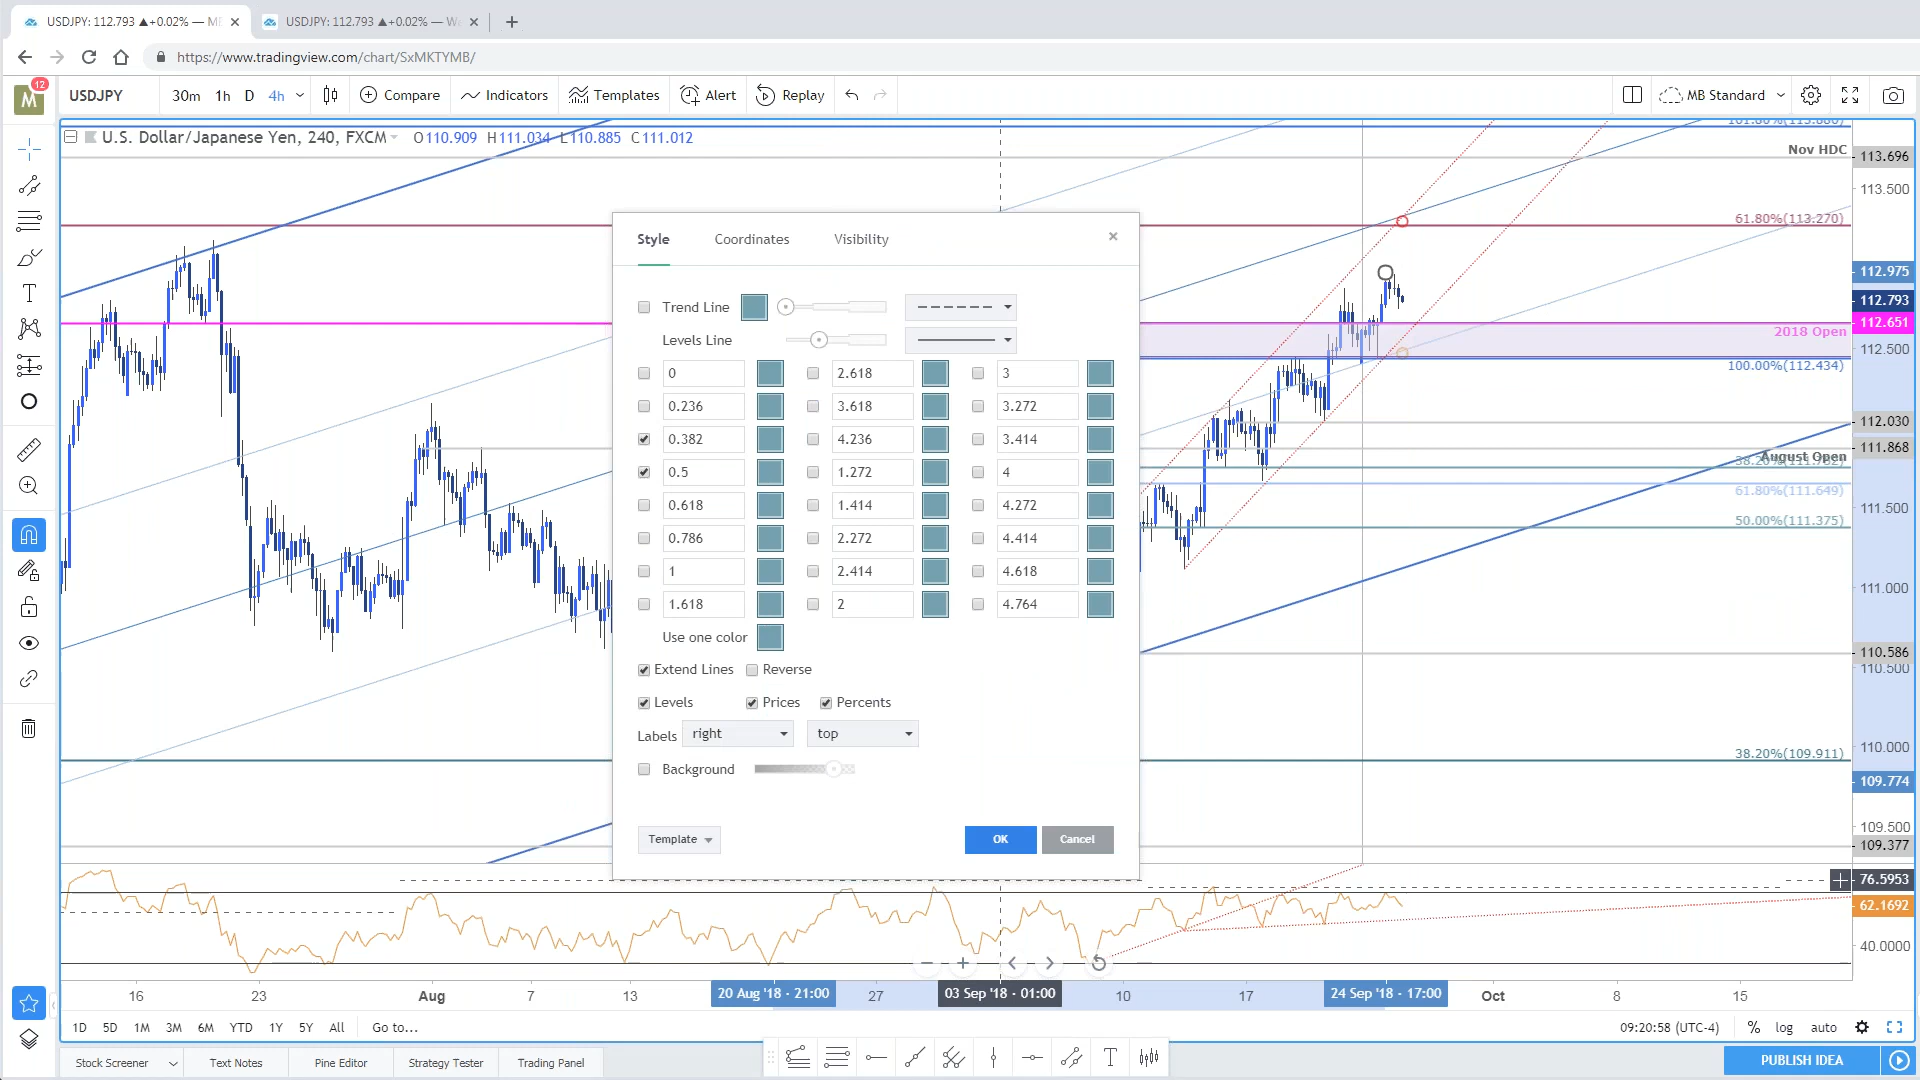 USDJPY: 112.793 ▲+0.02% — M
USDJPY: 112.793 ▲+0.02% — W
https://www.tradingview.com/chart/SxMKTYMB/
M
12
USDJPY
30m 1h D 4h
Compare
Indicators
Templates
Alert
Replay
MB Standard
U.S. Dollar/Japanese Yen, 240, FXCM
O110.909 H111.034 L110.885 C111.012
161.80%(113.880)
Nov HDC
113.696
113.500
61.80%(113.270)
112.975
112.793
112.651
2018 Open
112.500
100.00%(112.434)
112.030
111.868
August Open
61.80%(111.649)
111.500
50.00%(111.375)
111.000
110.586
110.500
110.000
38.20%(109.911)
109.774
109.500
109.377
76.5953
62.1692
40.0000
Style Coordinates Visibility
Trend Line
Levels Line
0 2.618 3
0.236 3.618 3.272
0.382 4.236 3.414
0.5 1.272 4
0.618 1.414 4.272
0.786 2.272 4.414
1 2.414 4.618
1.618 2 4.764
Use one color
Extend Lines Reverse
Levels Prices Percents
Labels right top
Background
Template OK Cancel
16 23 Aug 7 13 20 Aug '18 - 21:00 27 03 Sep '18 - 01:00 10 17 24 Sep '18 - 17:00 Oct 8 15
1D 5D 1M 3M 6M YTD 1Y 5Y All Go to...
09:20:58 (UTC-4) % log auto
Stock Screener Text Notes Pine Editor Strategy Tester Trading Panel
T
PUBLISH IDEA